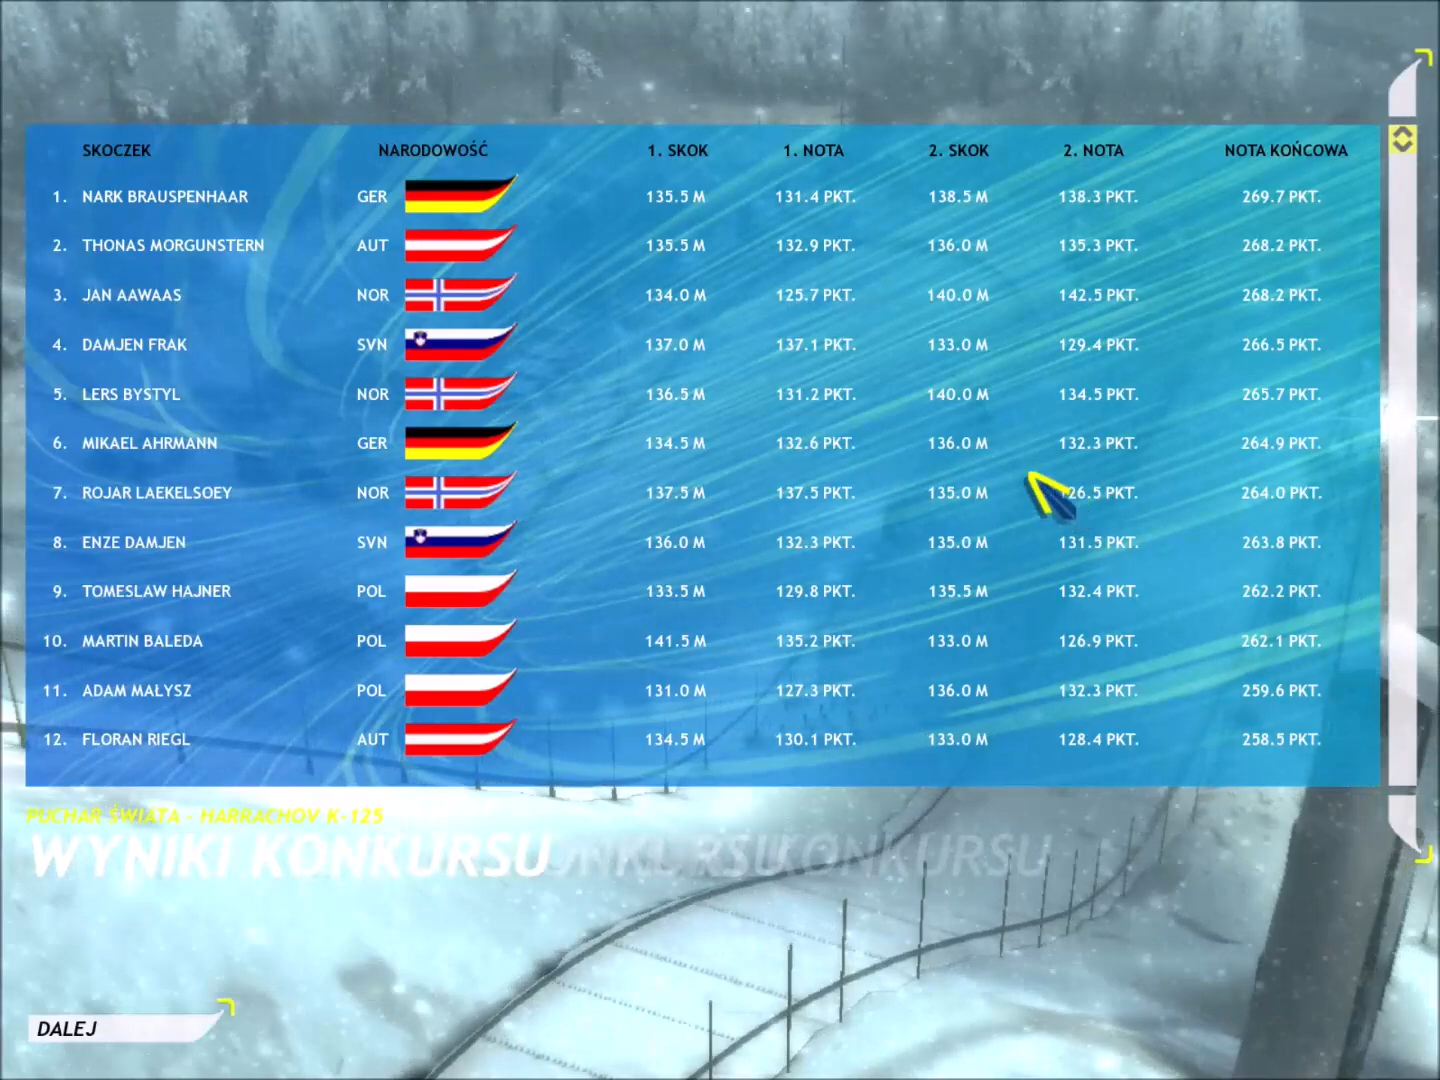 SKOCZEK NARODOWOŚĆ 1. SKOK 1. NOTA 2. SKOK 2. NOTA NOTA KOŃCOWA
1. NARK BRAUSPENHAAR GER 135.5 M 131.4 PKT. 138.5 M 138.3 PKT. 269.7 PKT.
2. THONAS MORGUNSTERN AUT 135.5 M 132.9 PKT. 136.0 M 135.3 PKT. 268.2 PKT.
3. JAN AAWAAS NOR 134.0 M 125.7 PKT. 140.0 M 142.5 PKT. 268.2 PKT.
4. DAMJEN FRAK SVN 137.0 M 137.1 PKT. 133.0 M 129.4 PKT. 266.5 PKT.
5. LERS BYSTYL NOR 136.5 M 131.2 PKT. 140.0 M 134.5 PKT. 265.7 PKT.
6. MIKAEL AHRMANN GER 134.5 M 132.6 PKT. 136.0 M 132.3 PKT. 264.9 PKT.
7. ROJAR LAEKELSOEY NOR 137.5 M 137.5 PKT. 135.0 M 26.5 PKT. 264.0 PKT.
8. ENZE DAMJEN SVN 136.0 M 132.3 PKT. 135.0 M 131.5 PKT. 263.8 PKT.
9. TOMESLAW HAJNER POL 133.5 M 129.8 PKT. 135.5 M 132.4 PKT. 262.2 PKT.
10. MARTIN BALEDA POL 141.5 M 135.2 PKT. 133.0 M 126.9 PKT. 262.1 PKT.
11. ADAM MAŁYSZ POL 131.0 M 127.3 PKT. 136.0 M 132.3 PKT. 259.6 PKT.
12. FLORAN RIEGL AUT 134.5 M 130.1 PKT. 133.0 M 128.4 PKT. 258.5 PKT.
PUCHAR ŚWIATA - HARRACHOV K-125
WYNIKI KONKURSU
DALEJ